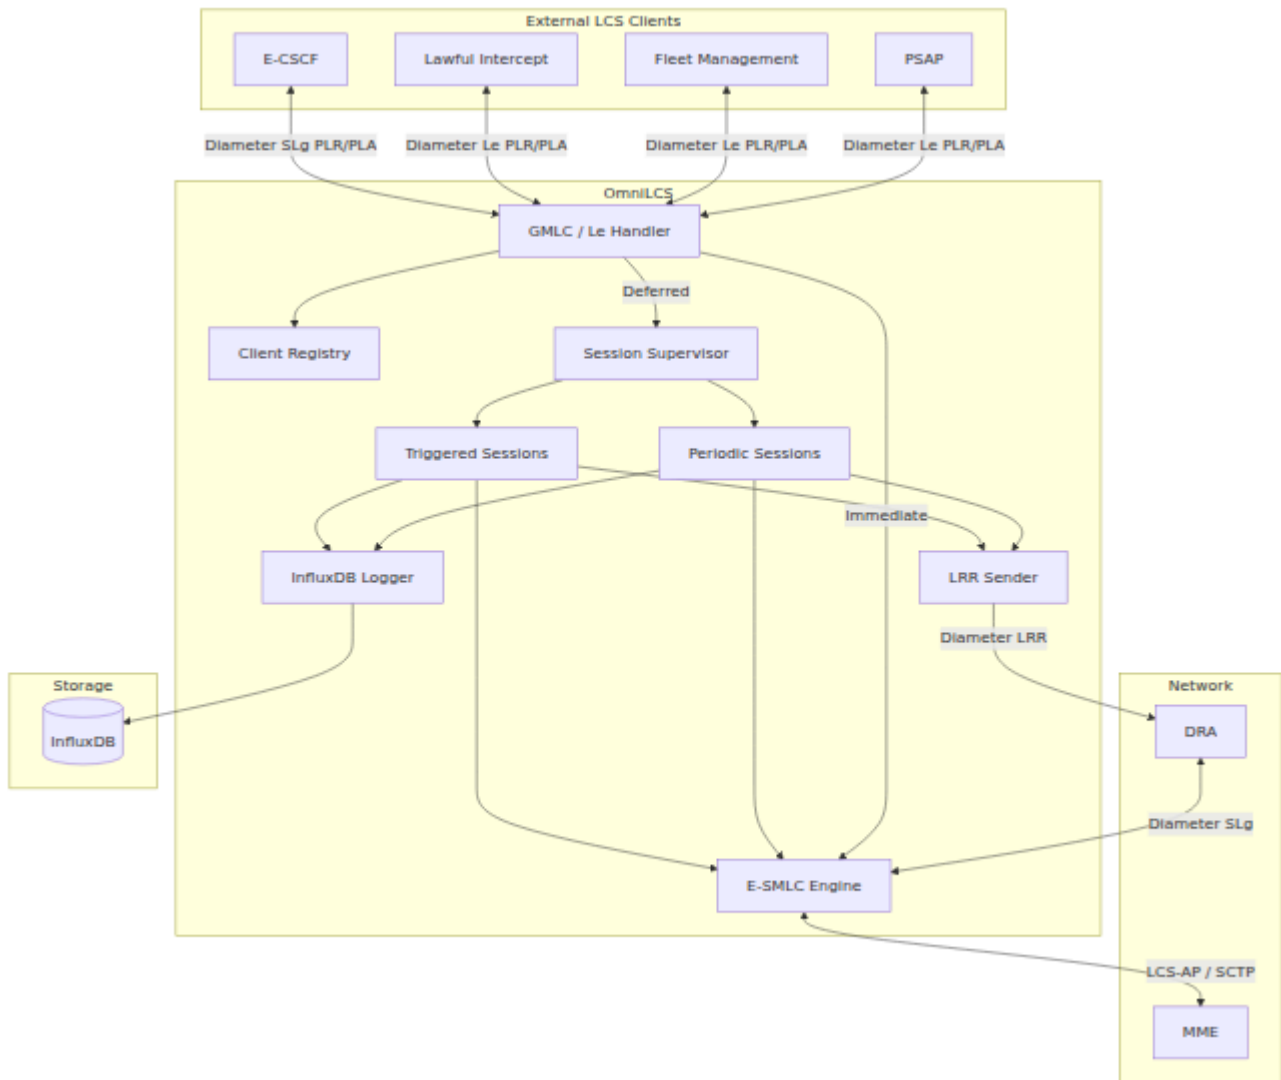 External LCS Clients
E-CSCF
Lawful Intercept
Fleet Management
PSAP
Diameter SLg PLR/PLA
Diameter Le PLR/PLA
Diameter Le PLR/PLA
Diameter Le PLR/PLA
OmniLCS
GMLC / Le Handler
Deferred
Client Registry
Session Supervisor
Triggered Sessions
Periodic Sessions
Immediate
InfluxDB Logger
LRR Sender
Diameter LRR
Storage
InfluxDB
Network
DRA
Diameter SLg
E-SMLC Engine
LCS-AP / SCTP
MME